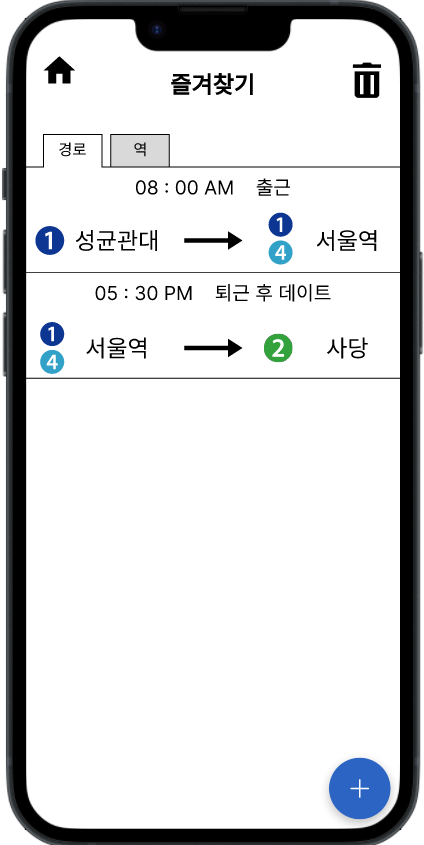 즐겨찾기
경로 역
08 : 00 AM 출근
1 성균관대 1 4 서울역
05 : 30 PM 퇴근 후 데이트
1 4 서울역 2 사당